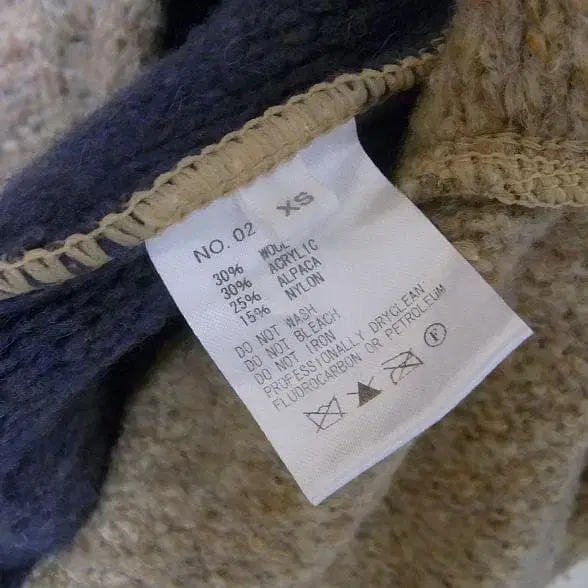 XS
NO. 02
30% WOOL
30% ACRYLIC
25% ALPACA
15% NYLON
DO NOT WASH
DO NOT BLEACH
DO NOT IRON
PROFESSIONALLY DRYCLEAN
FLUOROCARBON OR PETROLEUM
F